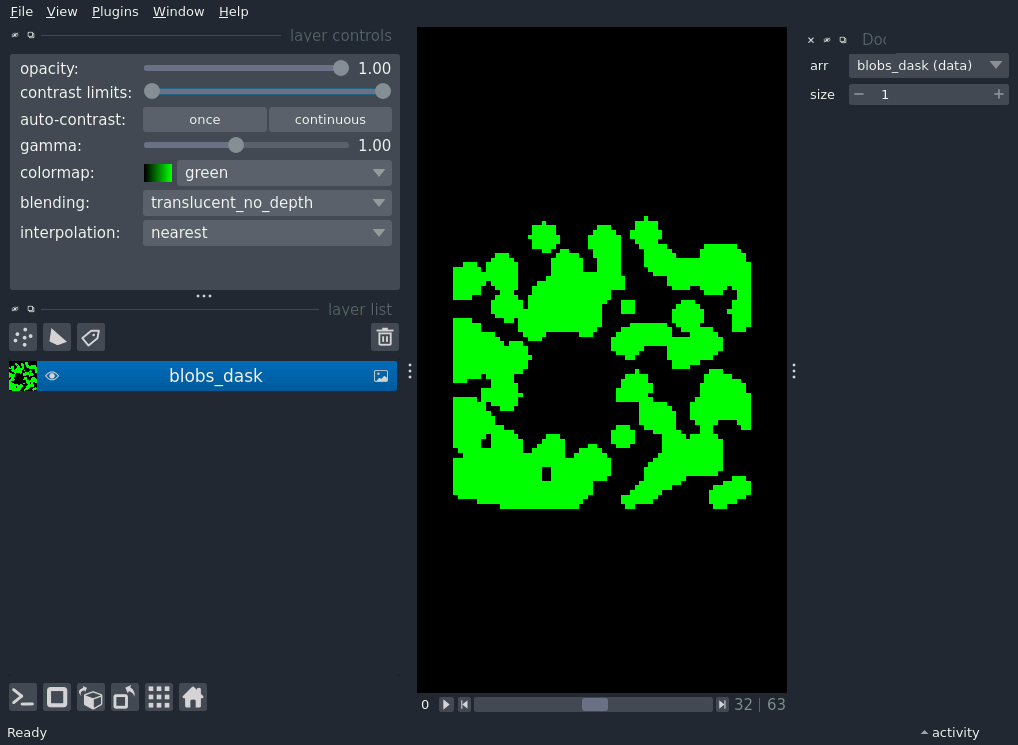 File View Plugins Window Help
layer controls
opacity: 1.00
contrast limits:
auto-contrast: once continuous
gamma: 1.00
colormap: green
blending: translucent_no_depth
interpolation: nearest
layer list
blobs_dask
arr blobs_dask (data)
size 1
0 32 63
Ready
activity